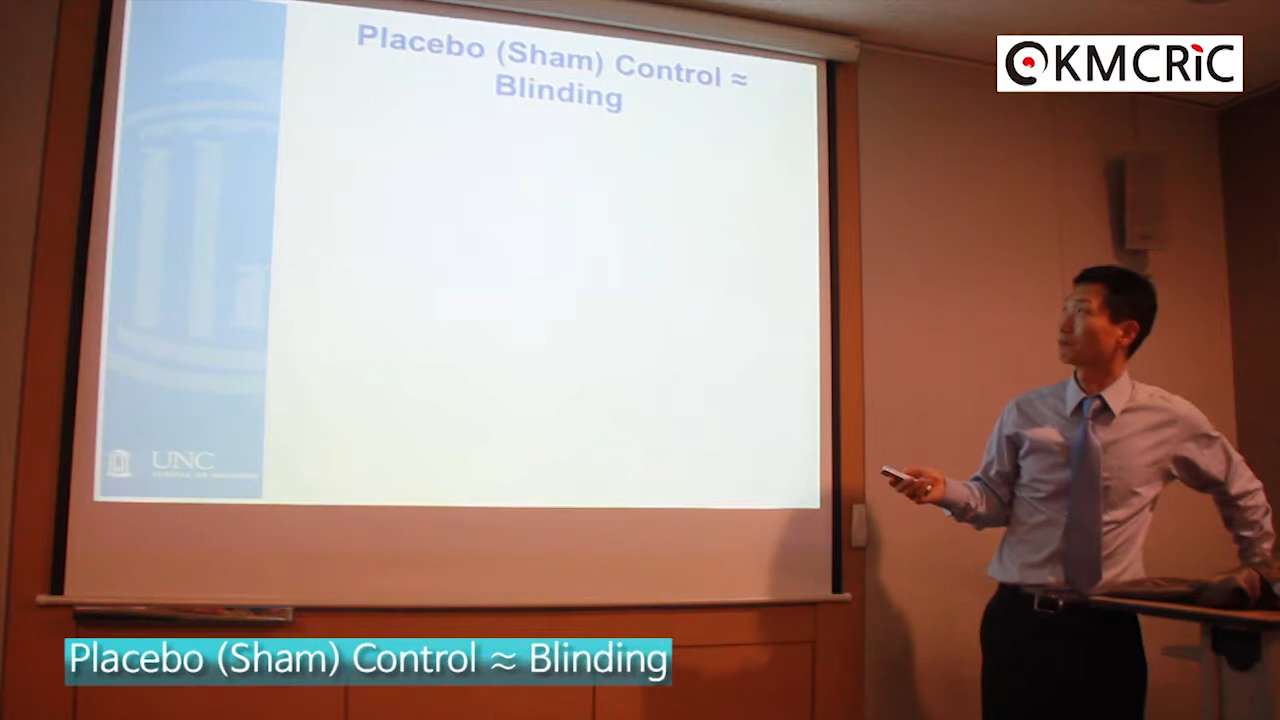 Placebo (Sham) Control ≈
Blinding
KMCRiC
UNC
Placebo (Sham) Control ≈ Blinding